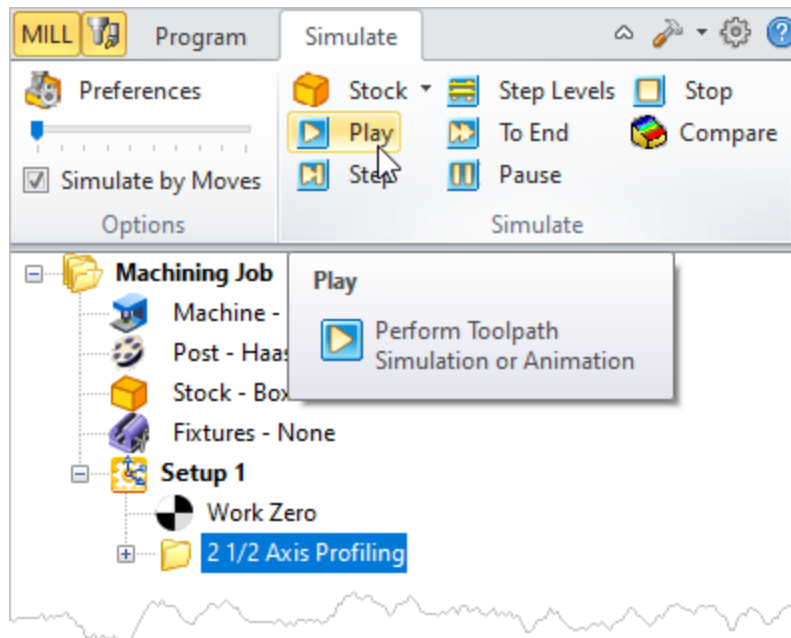 MILL Program Simulate ?
Preferences Stock Step Levels Stop
Play To End Compare
Simulate by Moves Step Pause
Options Simulate
Machining Job
Machine -
Post - Haas
Stock - Box
Fixtures - None
Setup 1
Work Zero
2 1/2 Axis Profiling
Play
Perform Toolpath
Simulation or Animation